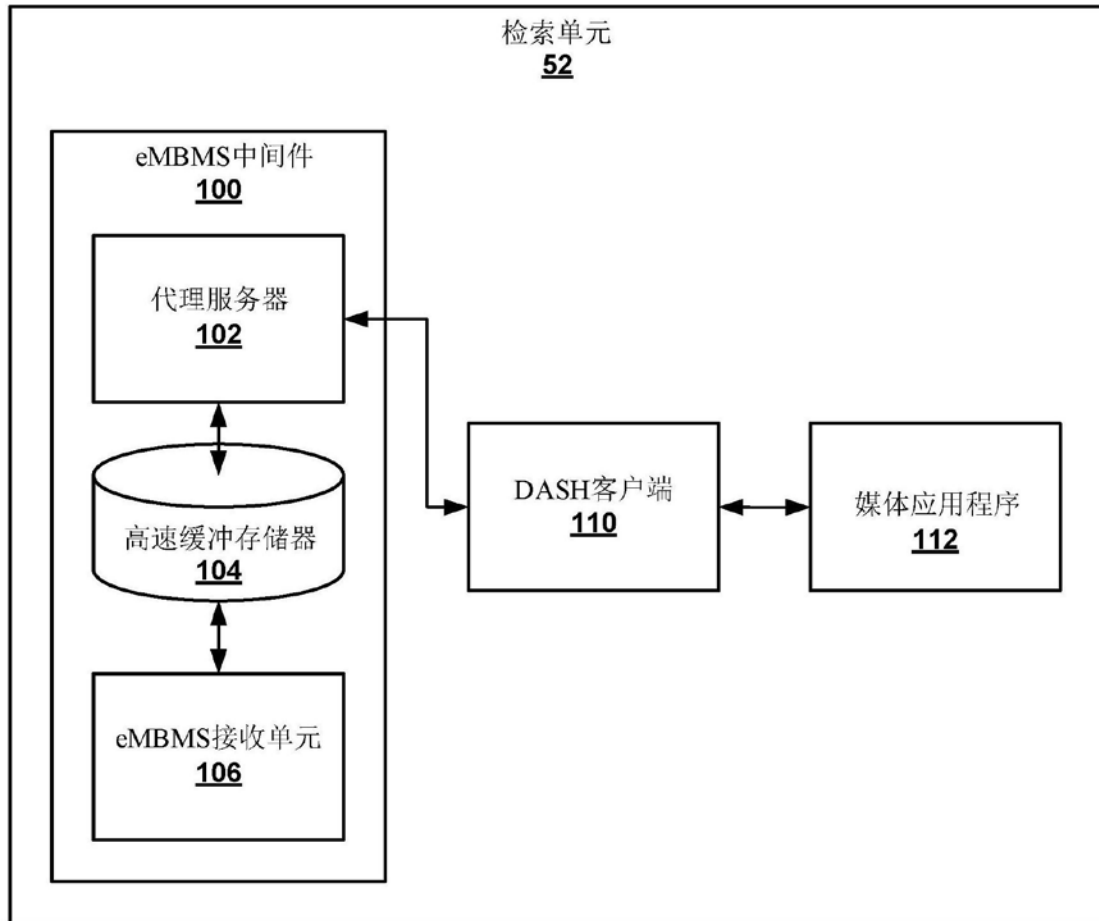 检索单元
52
eMBMS中间件
100
代理服务器
102
高速缓冲存储器
104
eMBMS接收单元
106
DASH客户端
110
媒体应用程序
112